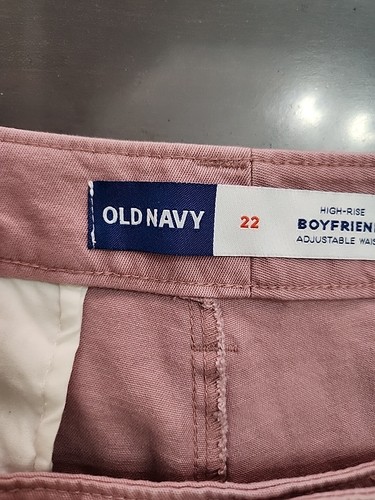 OLD NAVY
22
HIGH-RISE
BOYFRIEN
ADJUSTABLE WAIS